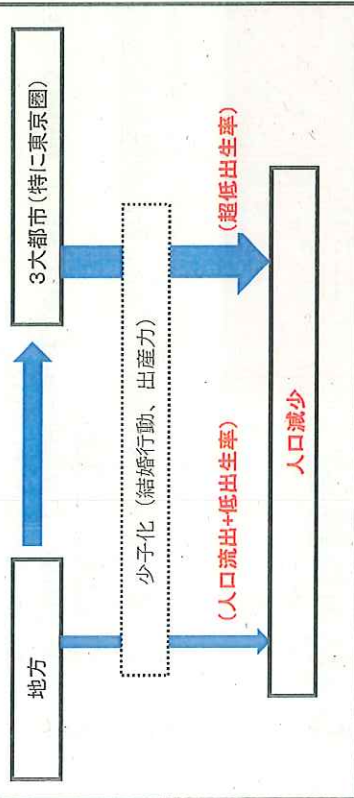 地方
3大都市(特に東京圏)
少子化（結婚行動、出産力）
(人口流出+低出生率)
(超低出生率)
人口減少